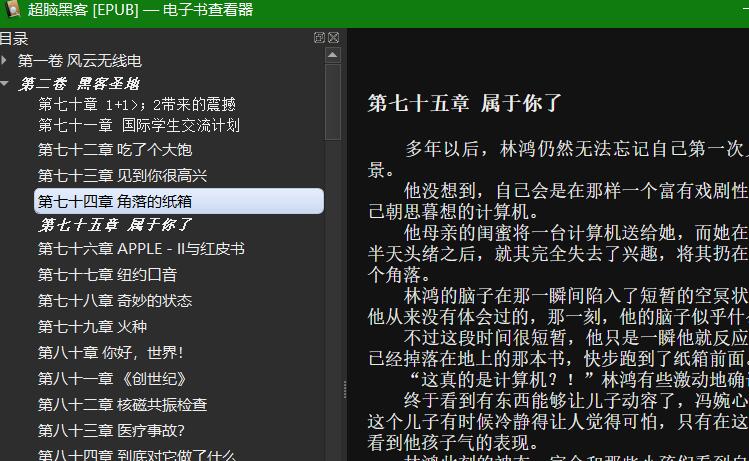 超脑黑客 [EPUB] — 电子书查看器
目录
第一卷 风云无线电
第二卷 黑客圣地
第七十章 1+1>；2带来的震撼
第七十一章 国际学生交流计划
第七十二章 吃了个大饱
第七十三章 见到你很高兴
第七十四章 角落的纸箱
第七十五章 属于你了
第七十六章 APPLE - II与红皮书
第七十七章 纽约口音
第七十八章 奇妙的状态
第七十九章 火种
第八十章 你好，世界！
第八十一章 《创世纪》
第八十二章 核磁共振检查
第八十三章 医疗事故？
第八十四章 到底对它做了什么
第七十五章 属于你了
多年以后，林鸿仍然无法忘记自己第一次
景。
他没想到，自己会是在那样一个富有戏剧性
己朝思暮想的计算机。
他母亲的闺蜜将一台计算机送给她，而她在
半天头绪之后，就其完全失去了兴趣，将其扔在
个角落。
林鸿的脑子在那一瞬间陷入了短暂的空冥状
他从来没有体会过的，那一刻，他的脑子似乎什
不过这段时间很短暂，他只是一瞬他就反应
已经掉落在地上的那本书，快步跑到了纸箱前面。
“这真的是计算机？！”林鸿有些激动地确
终于看到有东西能够让儿子动容了，冯婉心
这个儿子有时候冷静得让人觉得可怕，只有在这
看到他孩子气的表现。